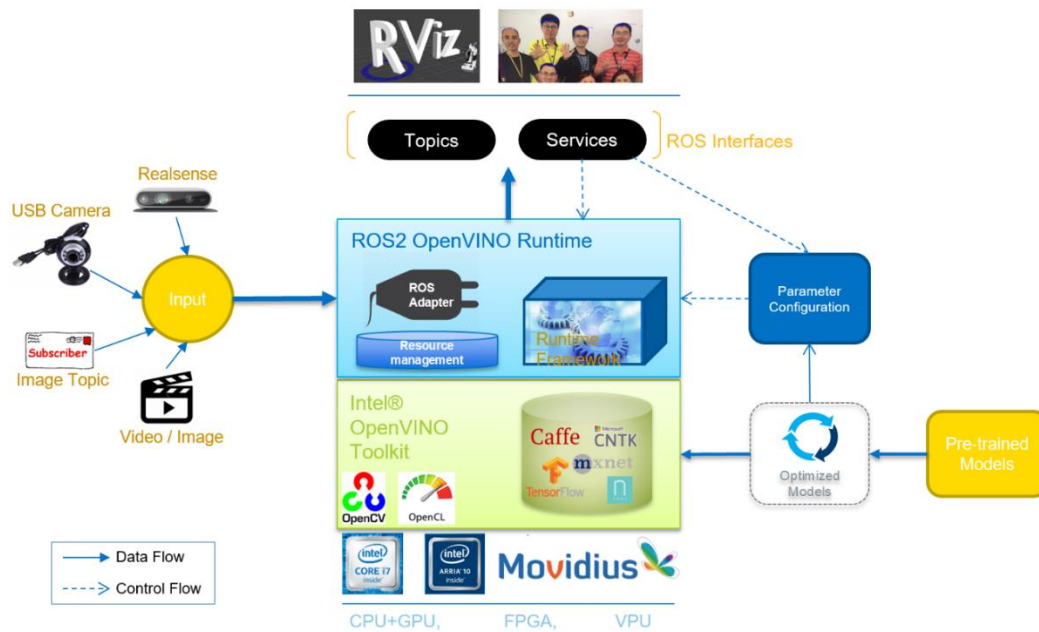 RViz
Topics
Services
ROS Interfaces
Realsense
USB Camera
Input
Subscriber
Image Topic
Video / Image
ROS2 OpenVINO Runtime
ROS
Adapter
Resource
management
Runtime
Framework
Parameter
Configuration
Intel®
OpenVINO
Toolkit
OpenCV
OpenCL
Caffe
Microsoft
CNTK
mxnet
TensorFlow
n
Optimized
Models
Pre-trained
Models
Data Flow
Control Flow
intel
CORE i7
inside™
intel
ARRIA® 10
inside™
Movidius
CPU+GPU, FPGA, VPU